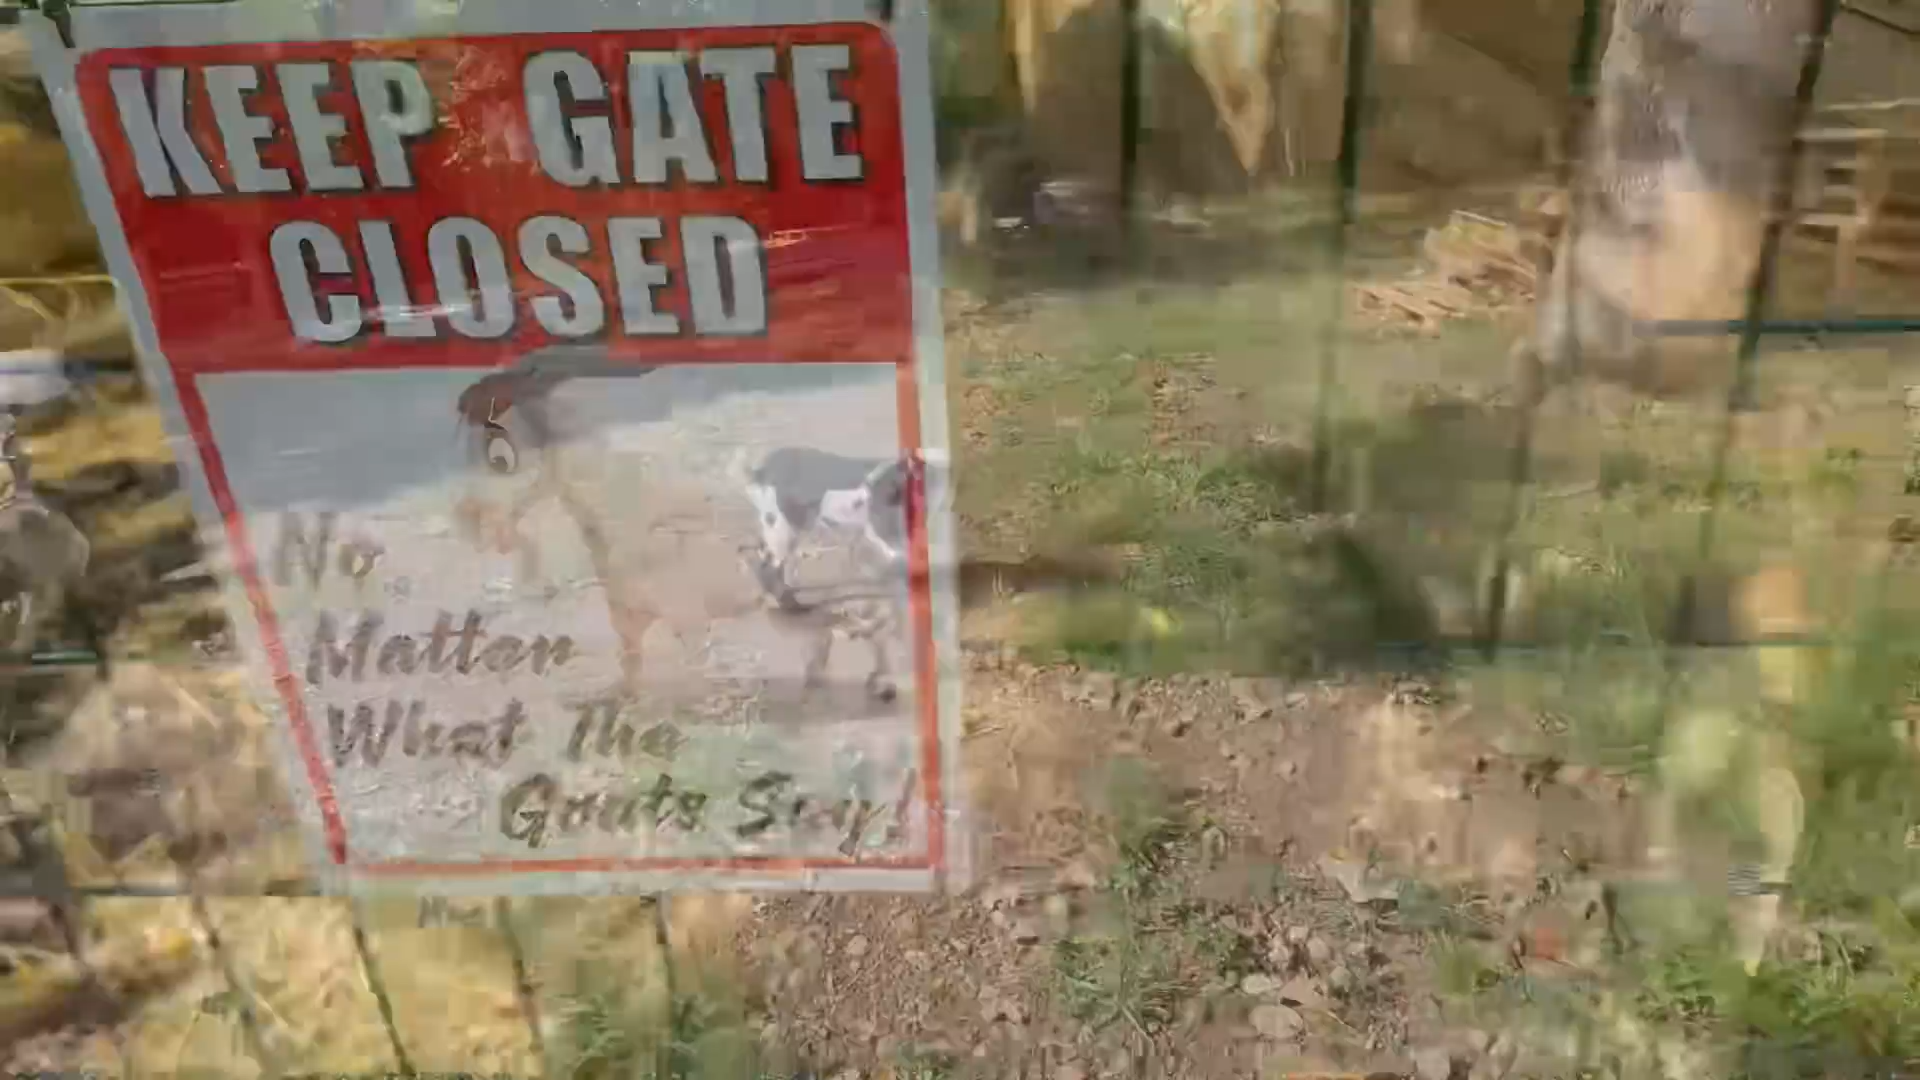 KEEP GATE
CLOSED
No
Matter
What The
Goats Say!